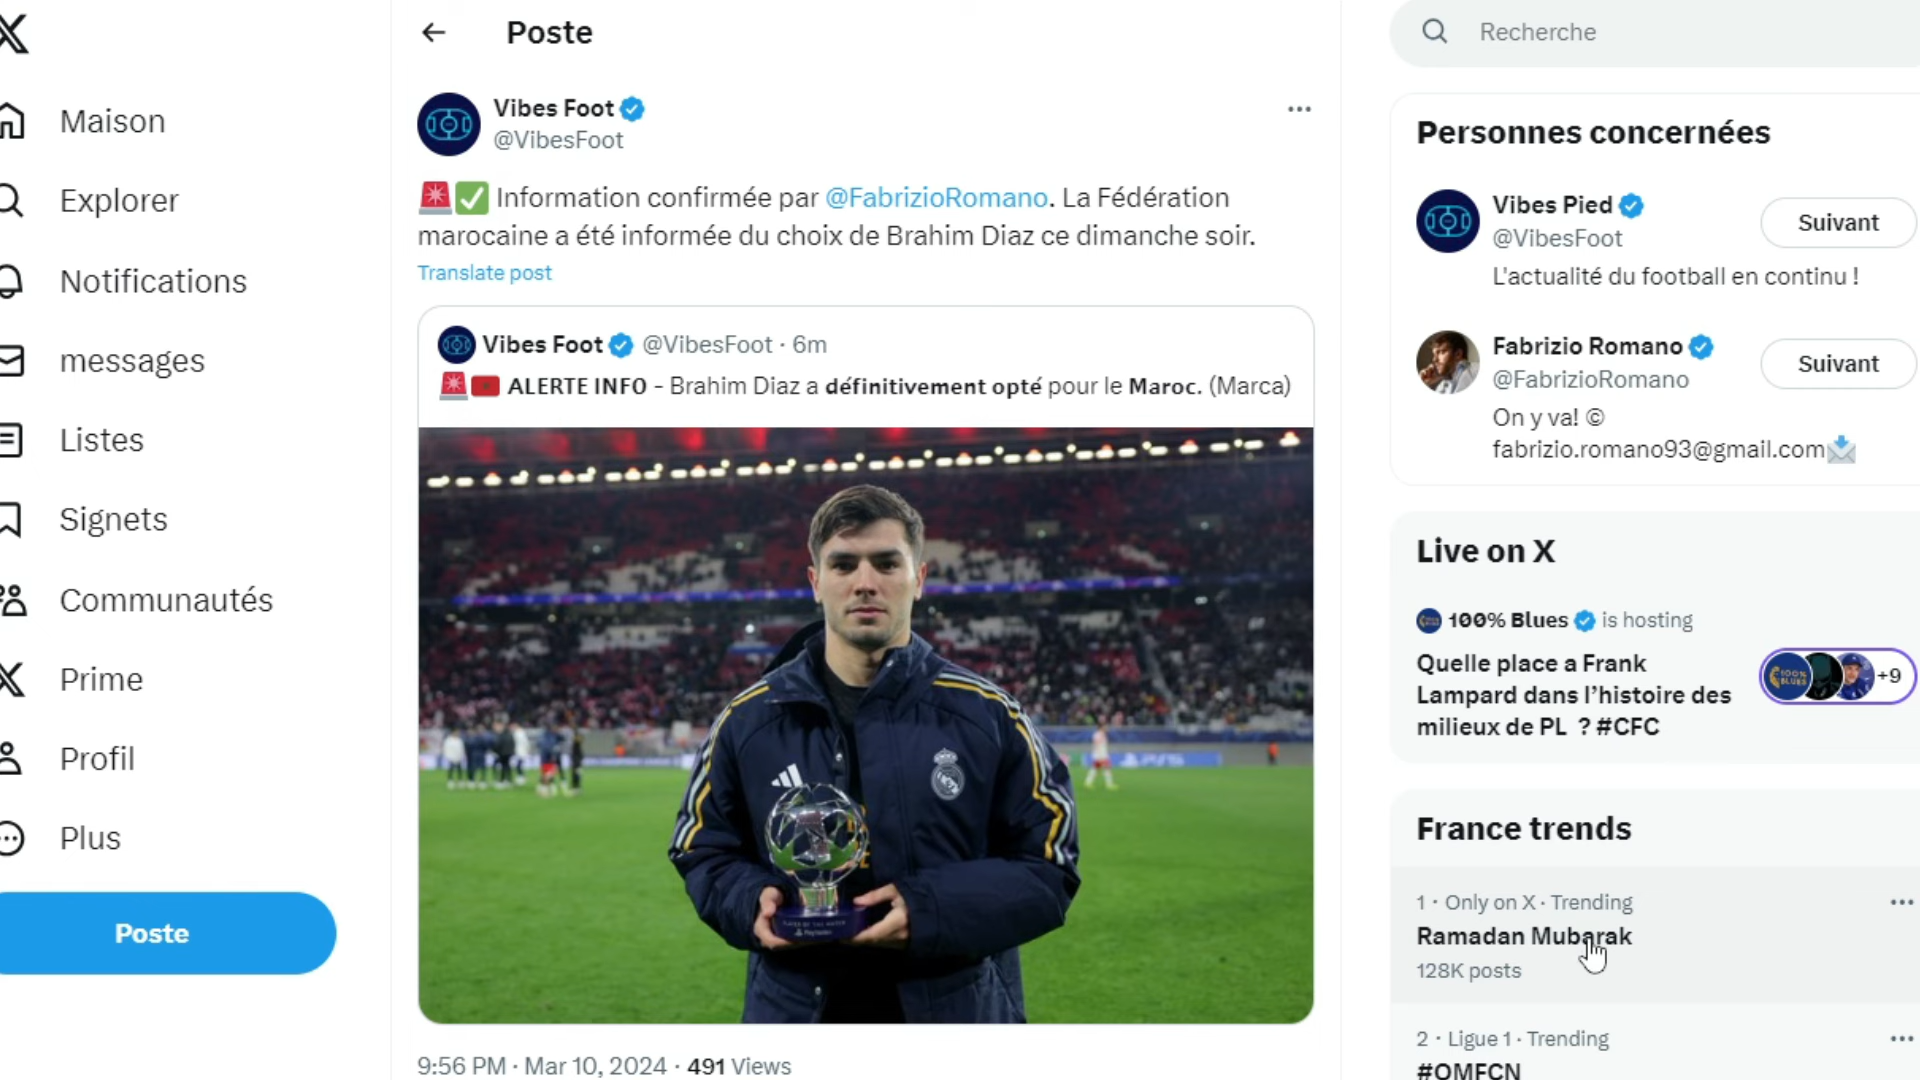 Maison
Explorer
Notifications
messages
Listes
Signets
Communautés
Prime
Profil
Plus
Poste
Poste
Vibes Foot
@VibesFoot
🚨✅ Information confirmée par @FabrizioRomano. La Fédération
marocaine a été informée du choix de Brahim Diaz ce dimanche soir.
Translate post
Vibes Foot @VibesFoot · 6m
🚨🇲🇦 ALERTE INFO - Brahim Diaz a définitivement opté pour le Maroc. (Marca)
9:56 PM · Mar 10, 2024 · 491 Views
Recherche
Personnes concernées
Vibes Pied
@VibesFoot
Suivant
L'actualité du football en continu !
Fabrizio Romano
@FabrizioRomano
Suivant
On y va! ©
fabrizio.romano93@gmail.com📩
Live on X
100% Blues is hosting
Quelle place a Frank
Lampard dans l’histoire des
milieux de PL ? #CFC
+9
France trends
1 · Only on X · Trending
Ramadan Mubarak
128K posts
2 · Ligue 1 · Trending
#OMFCN